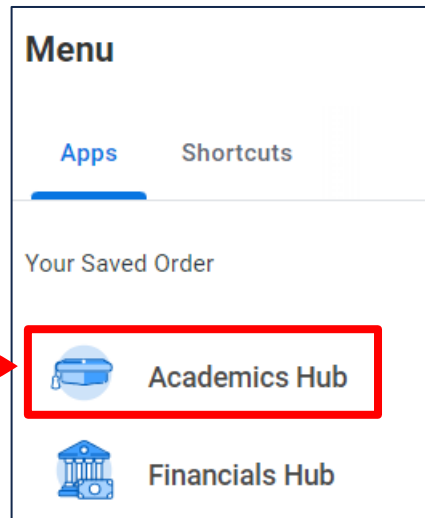 Menu
Apps Shortcuts
Your Saved Order
Academics Hub
Financials Hub